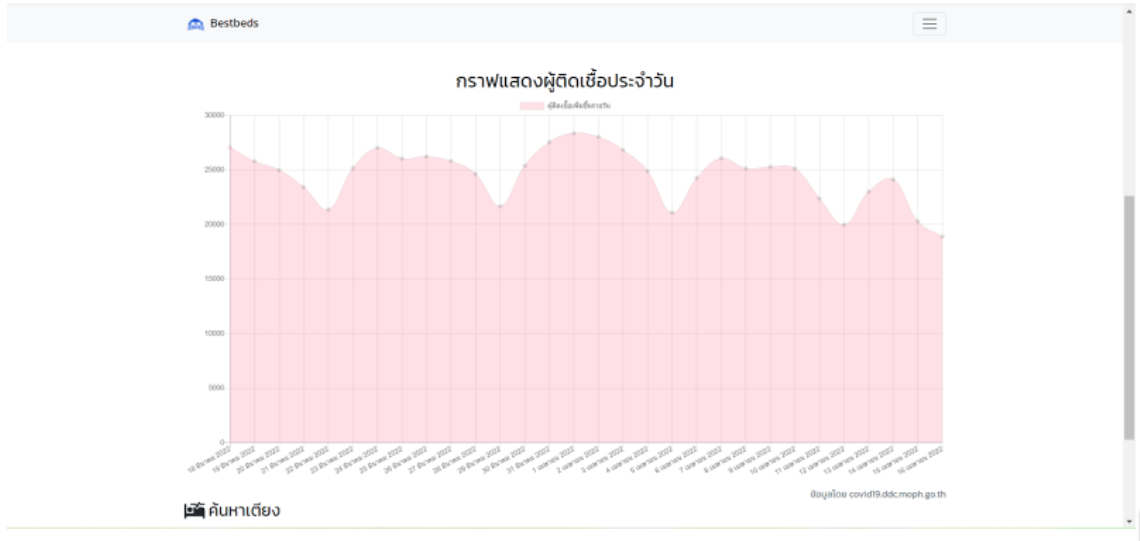 Bestbeds
กราฟแสดงผู้ติดเชื้อประจำวัน
ผู้ติดเชื้อเพิ่มขึ้นรายวัน
30000
25000
20000
15000
10000
5000
0
18 มีนาคม 2022
19 มีนาคม 2022
20 มีนาคม 2022
21 มีนาคม 2022
22 มีนาคม 2022
23 มีนาคม 2022
24 มีนาคม 2022
25 มีนาคม 2022
26 มีนาคม 2022
27 มีนาคม 2022
28 มีนาคม 2022
29 มีนาคม 2022
30 มีนาคม 2022
31 มีนาคม 2022
1 เมษายน 2022
2 เมษายน 2022
3 เมษายน 2022
4 เมษายน 2022
5 เมษายน 2022
6 เมษายน 2022
7 เมษายน 2022
8 เมษายน 2022
9 เมษายน 2022
10 เมษายน 2022
11 เมษายน 2022
12 เมษายน 2022
13 เมษายน 2022
14 เมษายน 2022
15 เมษายน 2022
16 เมษายน 2022
ข้อมูลโดย covid19.ddc.moph.go.th
ค้นหาเตียง